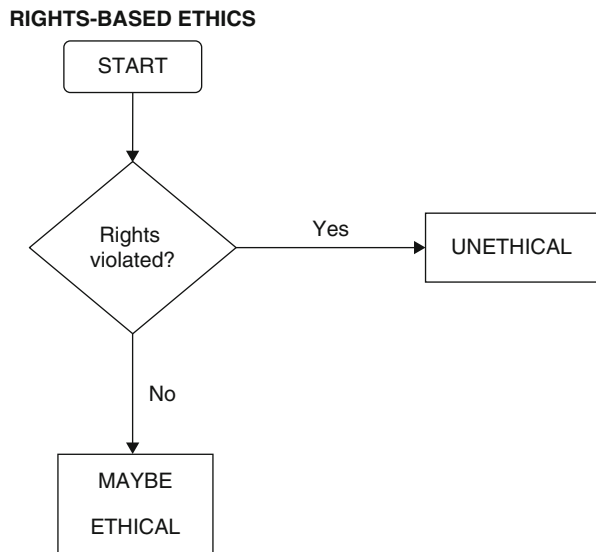 RIGHTS-BASED ETHICS
START
Rights
violated?
Yes
UNETHICAL
No
MAYBE
ETHICAL